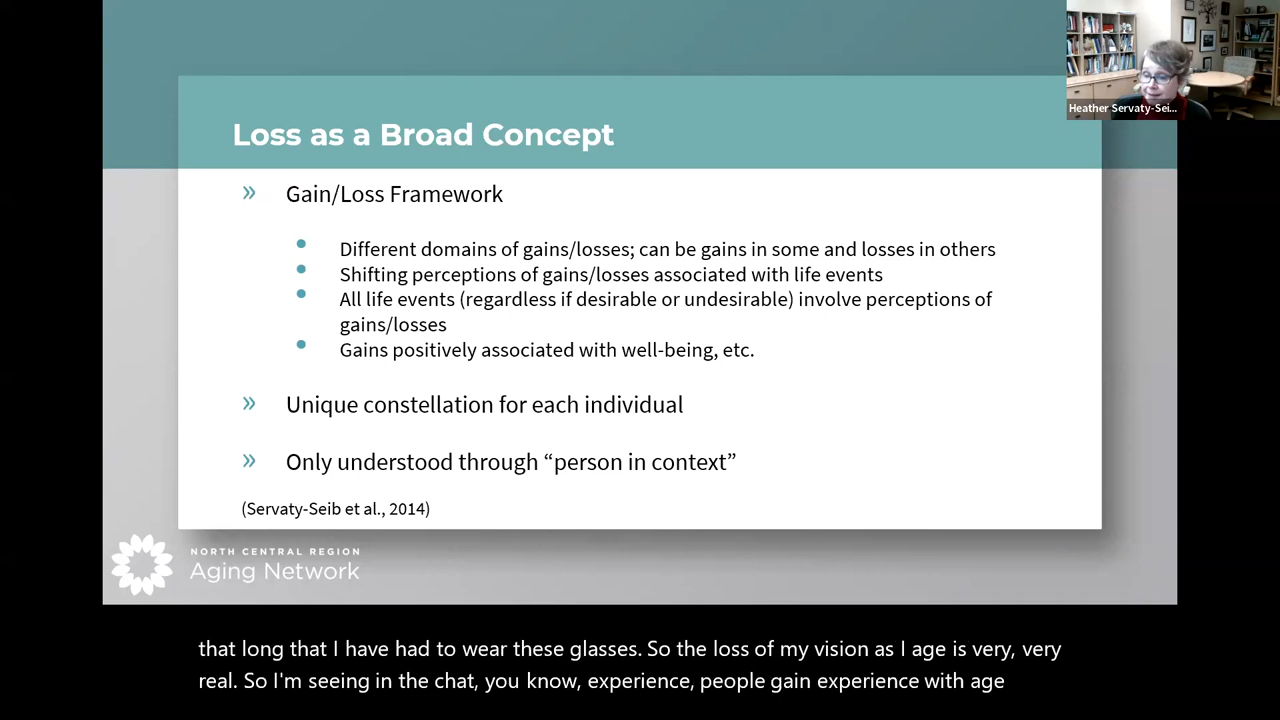 Heather Servaty-Sei...
Loss as a Broad Concept
» Gain/Loss Framework
• Different domains of gains/losses; can be gains in some and losses in others
• Shifting perceptions of gains/losses associated with life events
• All life events (regardless if desirable or undesirable) involve perceptions of
gains/losses
• Gains positively associated with well-being, etc.
» Unique constellation for each individual
» Only understood through “person in context”
(Servaty-Seib et al., 2014)
NORTH CENTRAL REGION
Aging Network
that long that I have had to wear these glasses. So the loss of my vision as I age is very, very
real. So I'm seeing in the chat, you know, experience, people gain experience with age